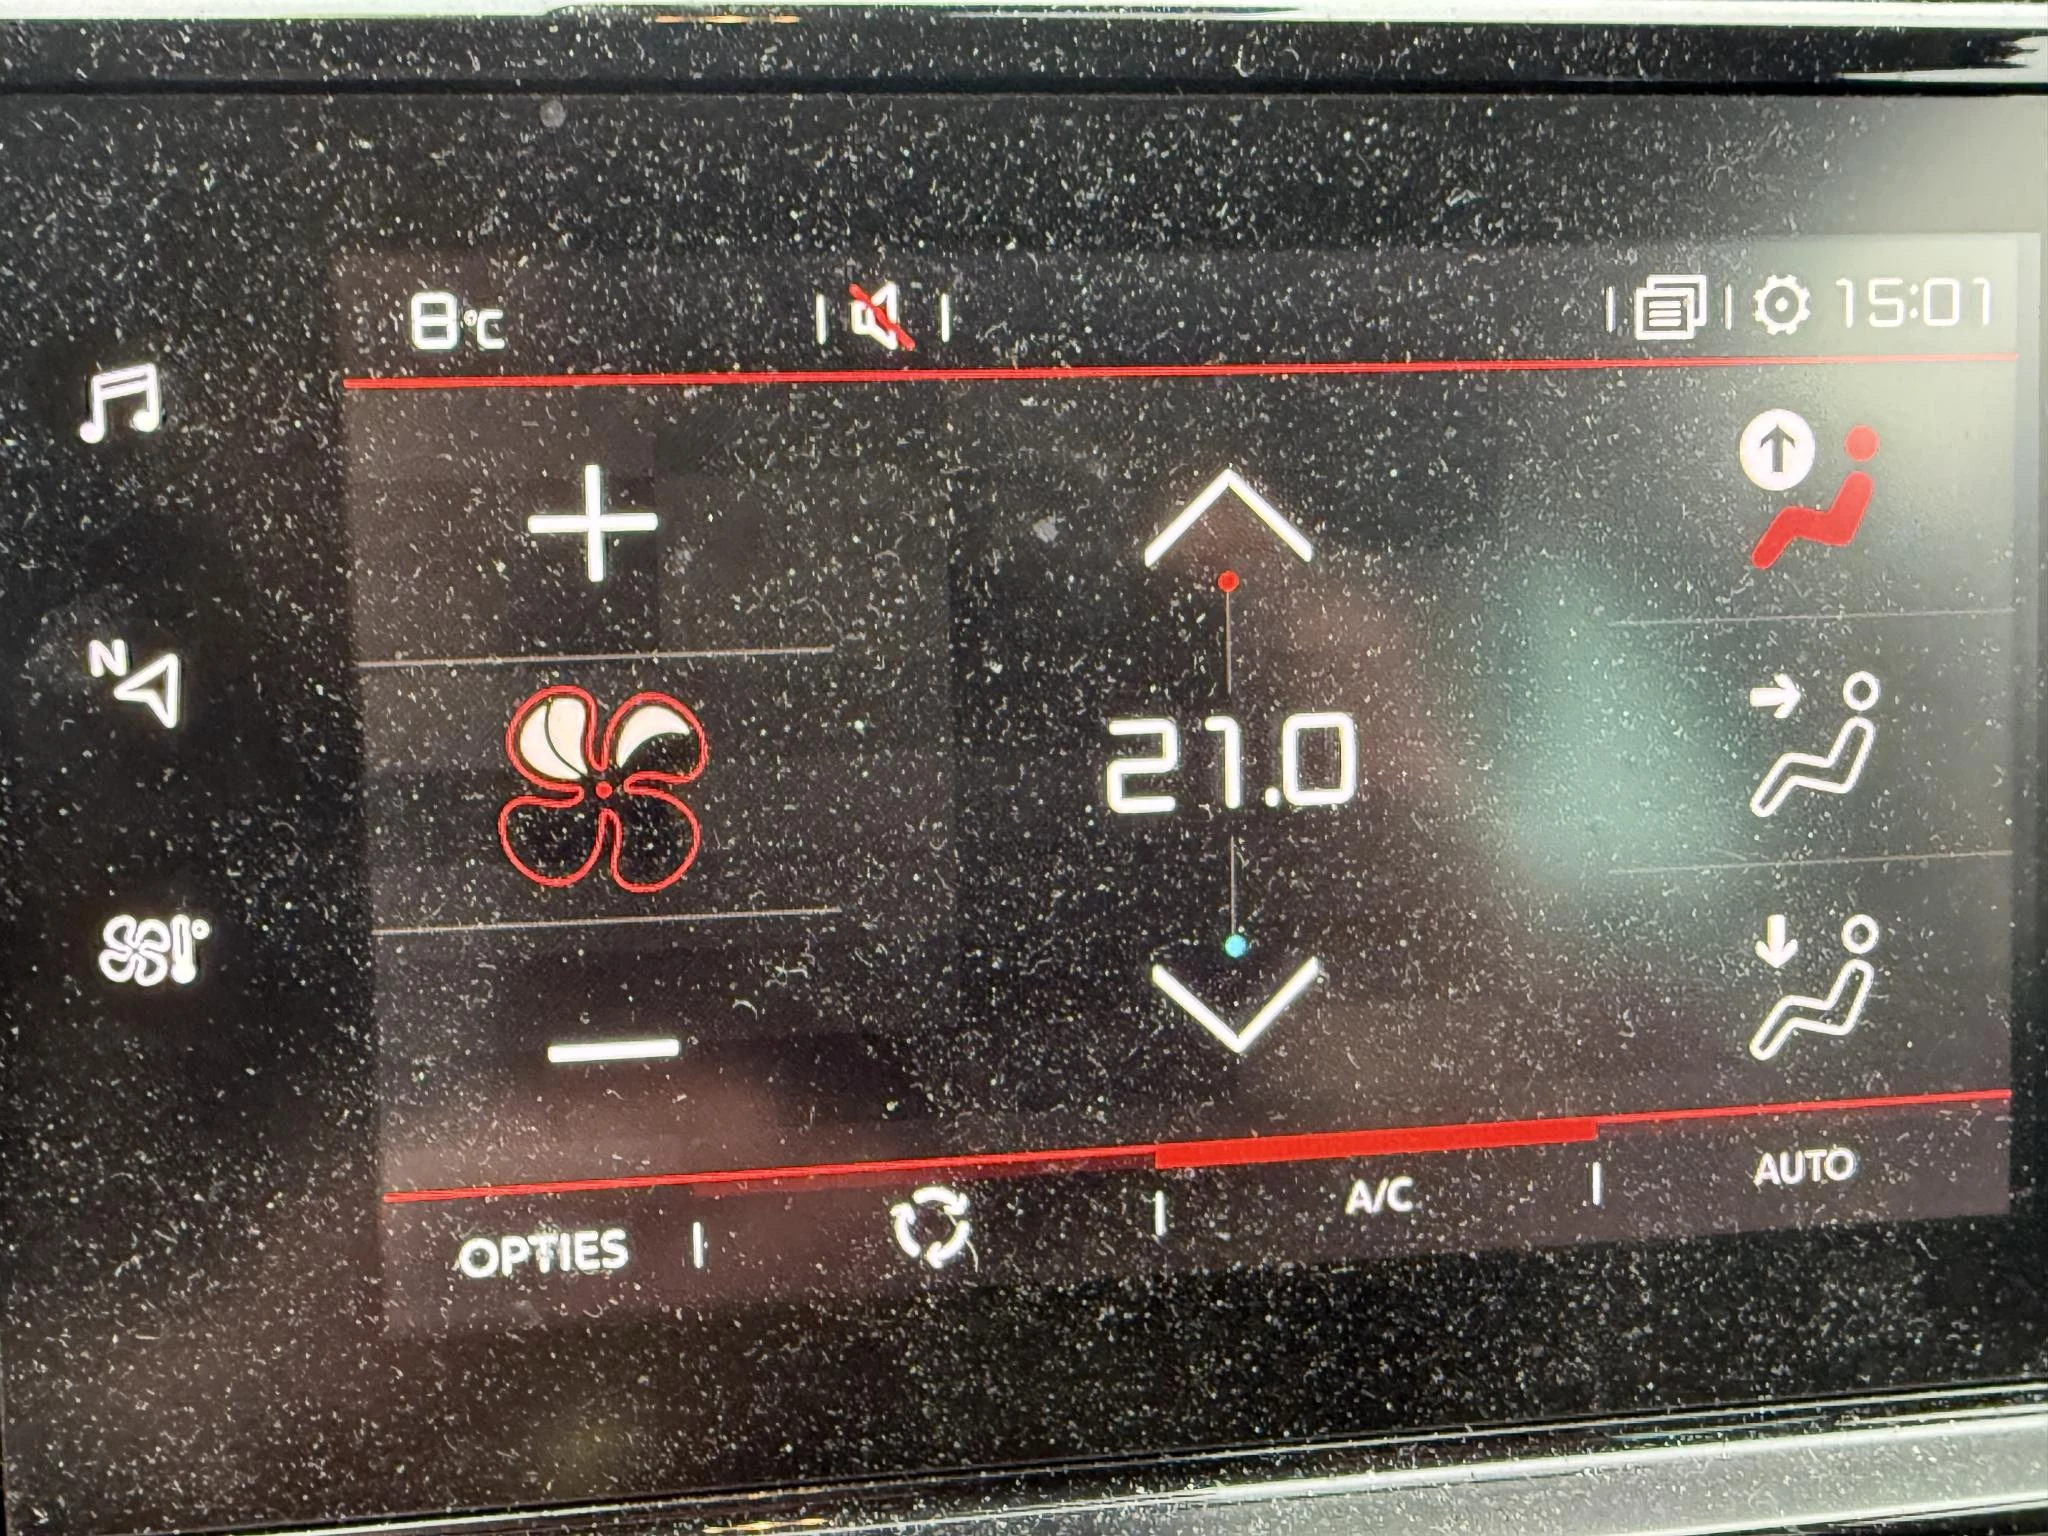 8°C
15:01
N
21.0
OPTIES
A/C
AUTO